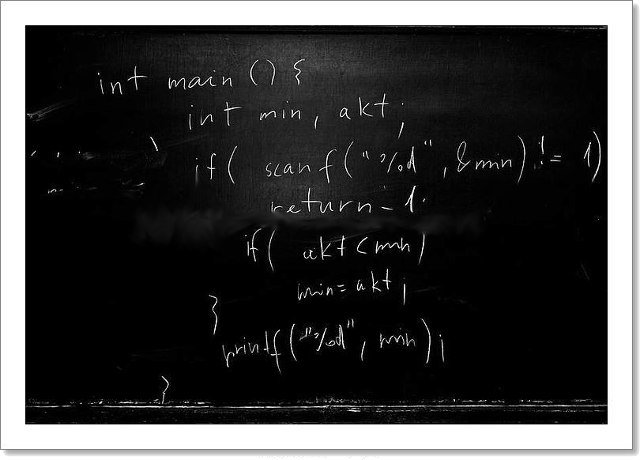 int main () {
int min, akt;
if( scanf("%d", &min) != 1)
return -1;
if( akt < min)
min = akt;
}
printf("%d", min);
}